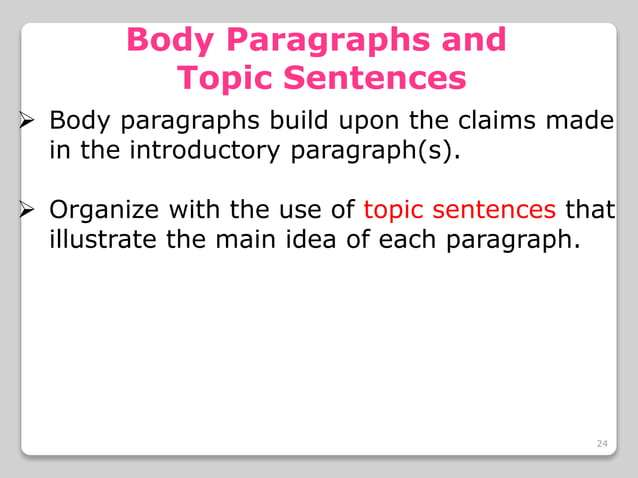 Body Paragraphs and
Topic Sentences
➢ Body paragraphs build upon the claims made
in the introductory paragraph(s).
➢ Organize with the use of topic sentences that
illustrate the main idea of each paragraph.
24